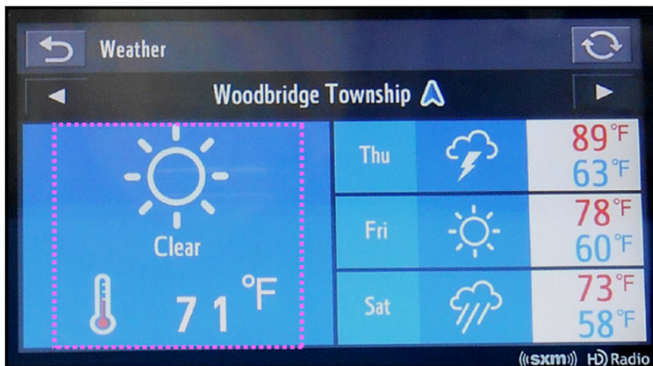 Weather
Woodbridge Township
Clear
71 °F
Thu
89°F
63°F
Fri
78°F
60°F
Sat
73°F
58°F
((sxm)) HD Radio